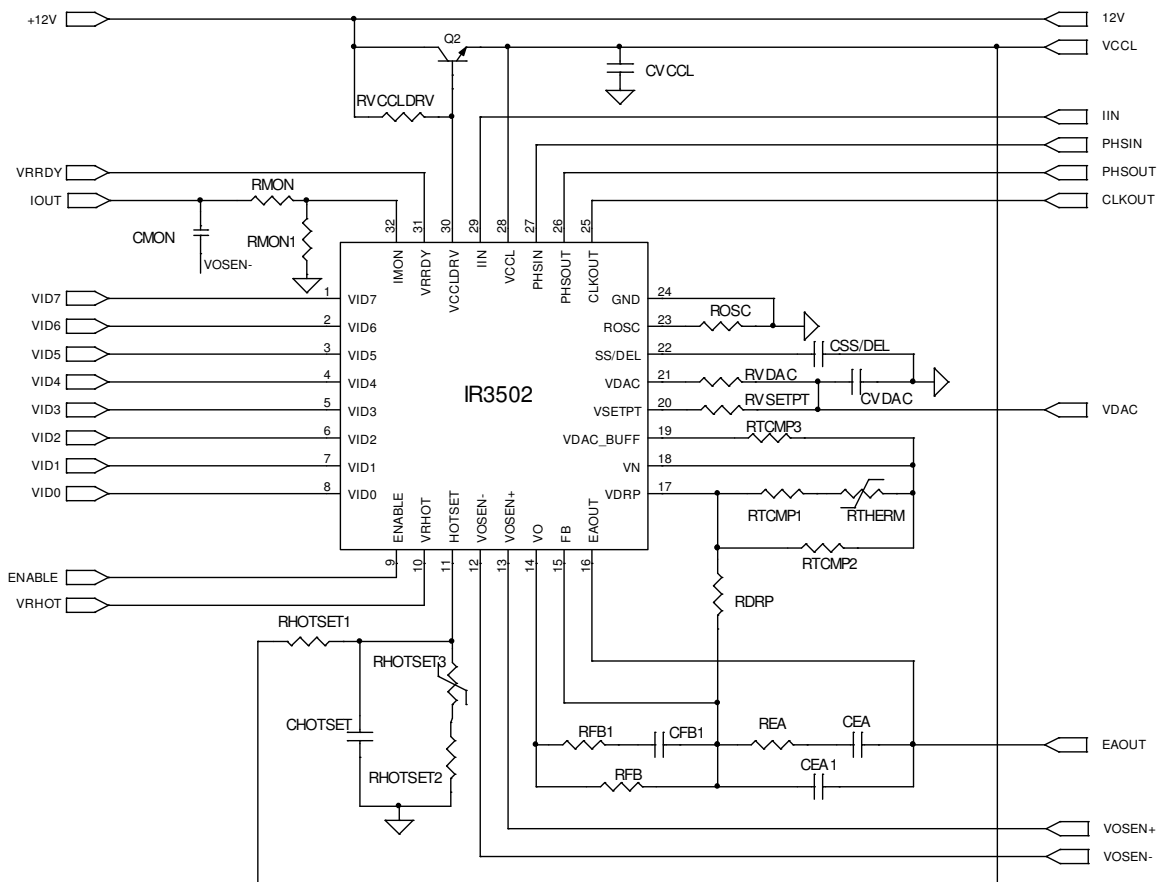 +12V
12V
Q2
VCCL
CVCCL
RVCCLDRV
IIN
PHSIN
VRRDY
PHSOUT
RMON
IOUT
CLKOUT
CMON
RMON1
VOSEN-
32
31
30
29
28
27
26
25
IMON
VRRDY
VCCLDRV
IIN
VCCL
PHSIN
PHSOUT
CLKOUT
VID7
1
VID7
GND
24
VID6
2
VID6
ROSC
23
ROSC
VID5
3
VID5
SS/DEL
22
CSS/DEL
VID4
4
VID4
IR3502
VDAC
21
RVDAC
CVDAC
VID3
5
VID3
VSETPT
20
RVSETPT
VDAC
VID2
6
VID2
VDAC_BUFF
19
RTCMP3
VID1
7
VID1
VN
18
VID0
8
VID0
VDRP
17
RTCMP1
RTHERM
ENABLE
VRHOT
HOTSET
VOSEN-
VOSEN+
VO
FB
EAOUT
9
10
11
12
13
14
15
16
RTCMP2
ENABLE
VRHOT
RDRP
RHOTSET1
RHOTSET3
CHOTSET
RFB1
CFB1
REA
CEA
EAOUT
RHOTSET2
RFB
CEA1
VOSEN+
VOSEN-